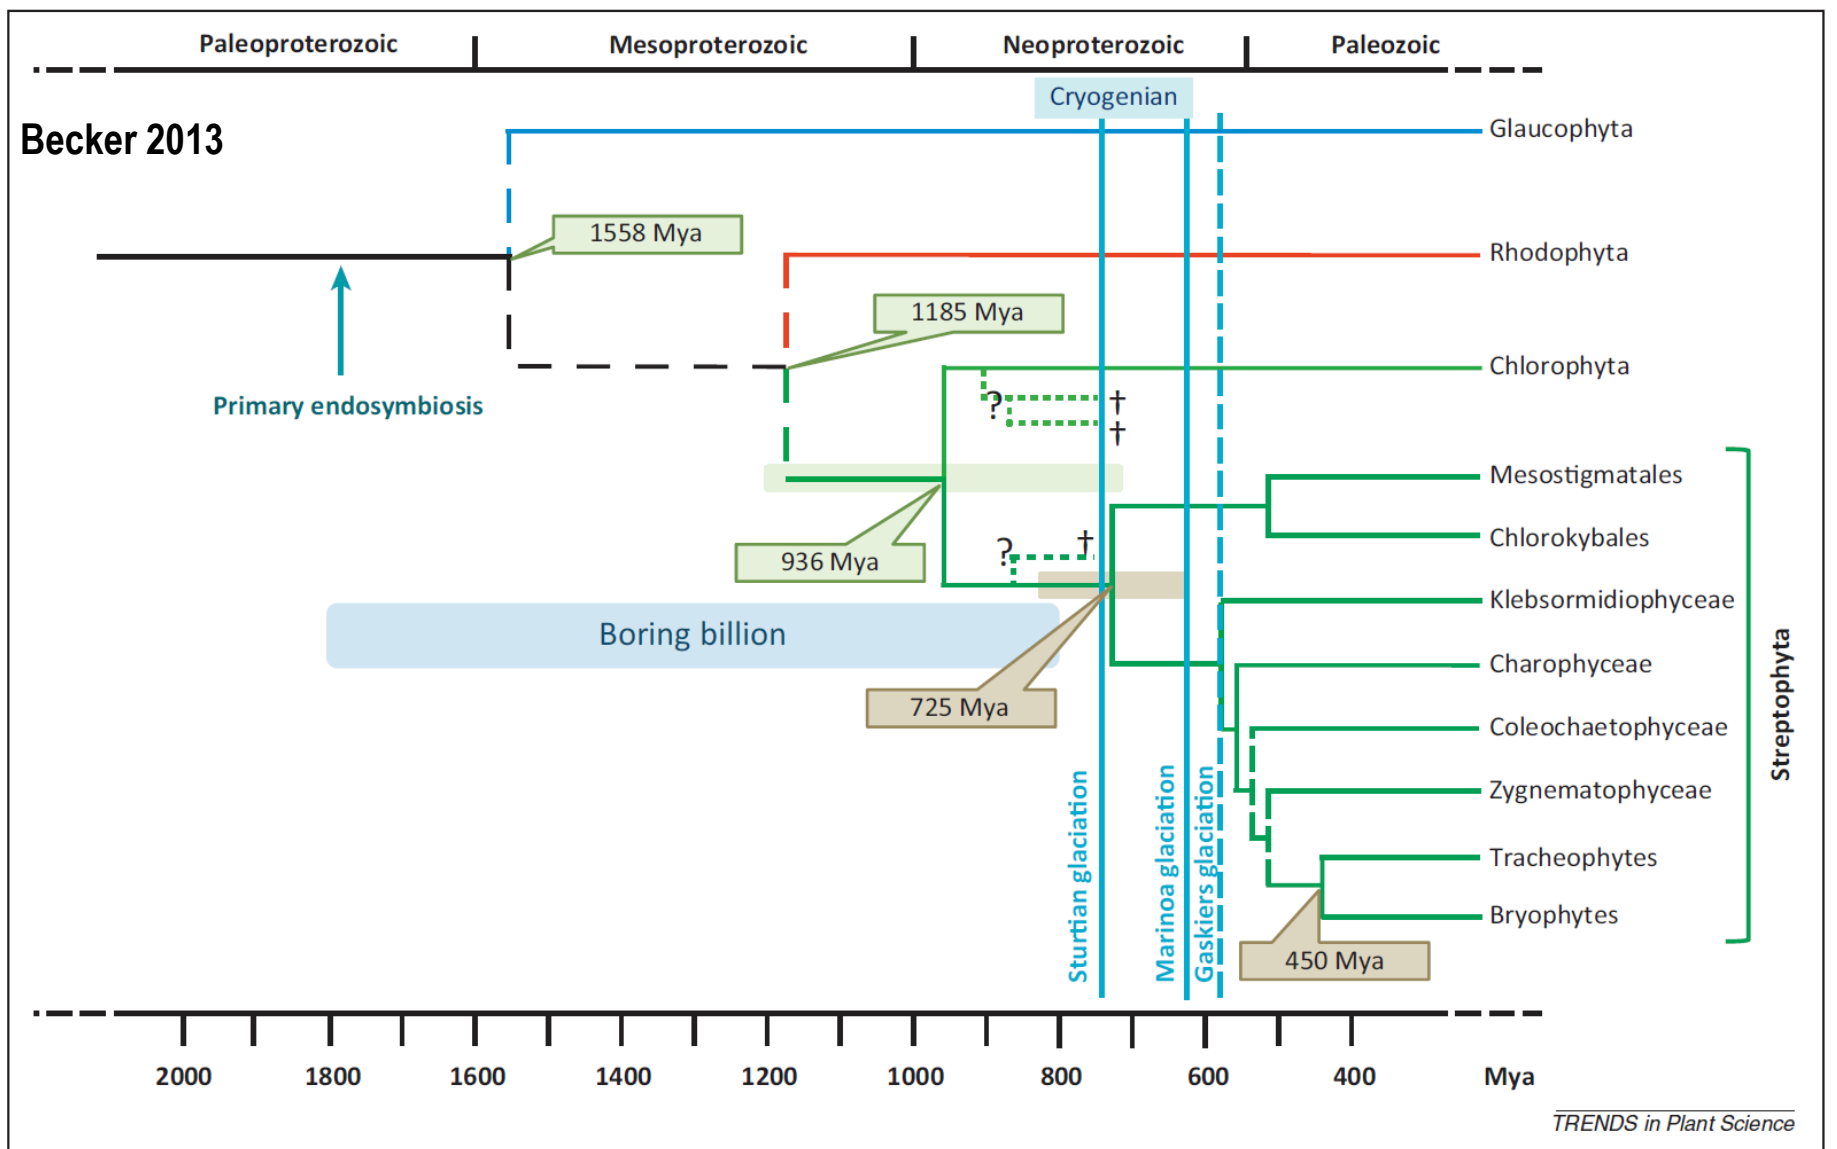 Paleoproterozoic
Mesoproterozoic
Neoproterozoic
Paleozoic
Cryogenian
Becker 2013
Glaucophyta
1558 Mya
Rhodophyta
1185 Mya
Chlorophyta
Primary endosymbiosis
?
†
†
Mesostigmatales
? †
Chlorokybales
936 Mya
Klebsormidiophyceae
Boring billion
Charophyceae
725 Mya
Coleochaetophyceae
Streptophyta
Zygnematophyceae
Sturtian glaciation
Marinoa glaciation
Gaskiers glaciation
Tracheophytes
Bryophytes
450 Mya
2000 1800 1600 1400 1200 1000 800 600 400 Mya
TRENDS in Plant Science